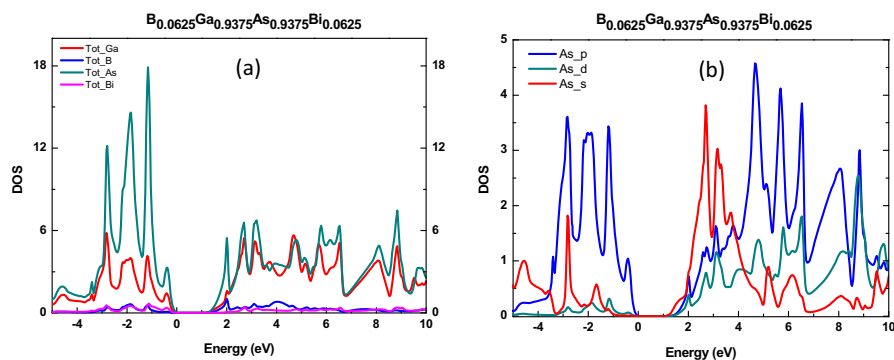 B0.0625Ga0.9375As0.9375Bi0.0625
Tot_Ga
Tot_B
Tot_As
Tot_Bi
(a)
18
12
6
0
18
12
6
0
DOS
-4 -2 0 2 4 6 8 10
Energy (eV)
B0.0625Ga0.9375As0.9375Bi0.0625
As_p
As_d
As_s
(b)
5
4
3
2
1
0
DOS
-4 -2 0 2 4 6 8 10
Energy (eV)